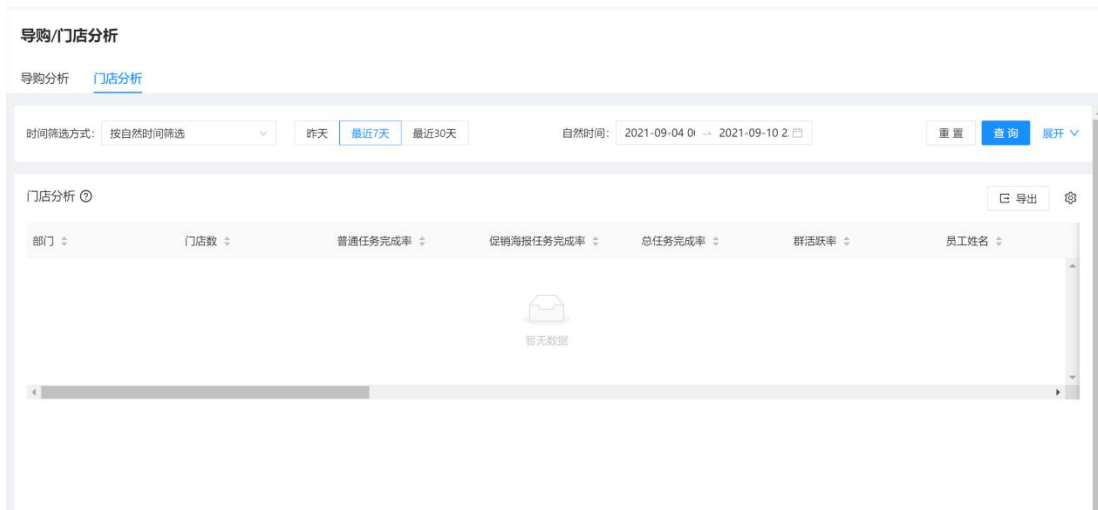 导购/门店分析
导购分析 门店分析
时间筛选方式: 按自然时间筛选 昨天 最近7天 最近30天 自然时间: 2021-09-04 0 → 2021-09-10 2 重置 查询 展开
门店分析 导出
部门 门店数 普通任务完成率 促销海报任务完成率 总任务完成率 群活跃率 员工姓名
暂无数据